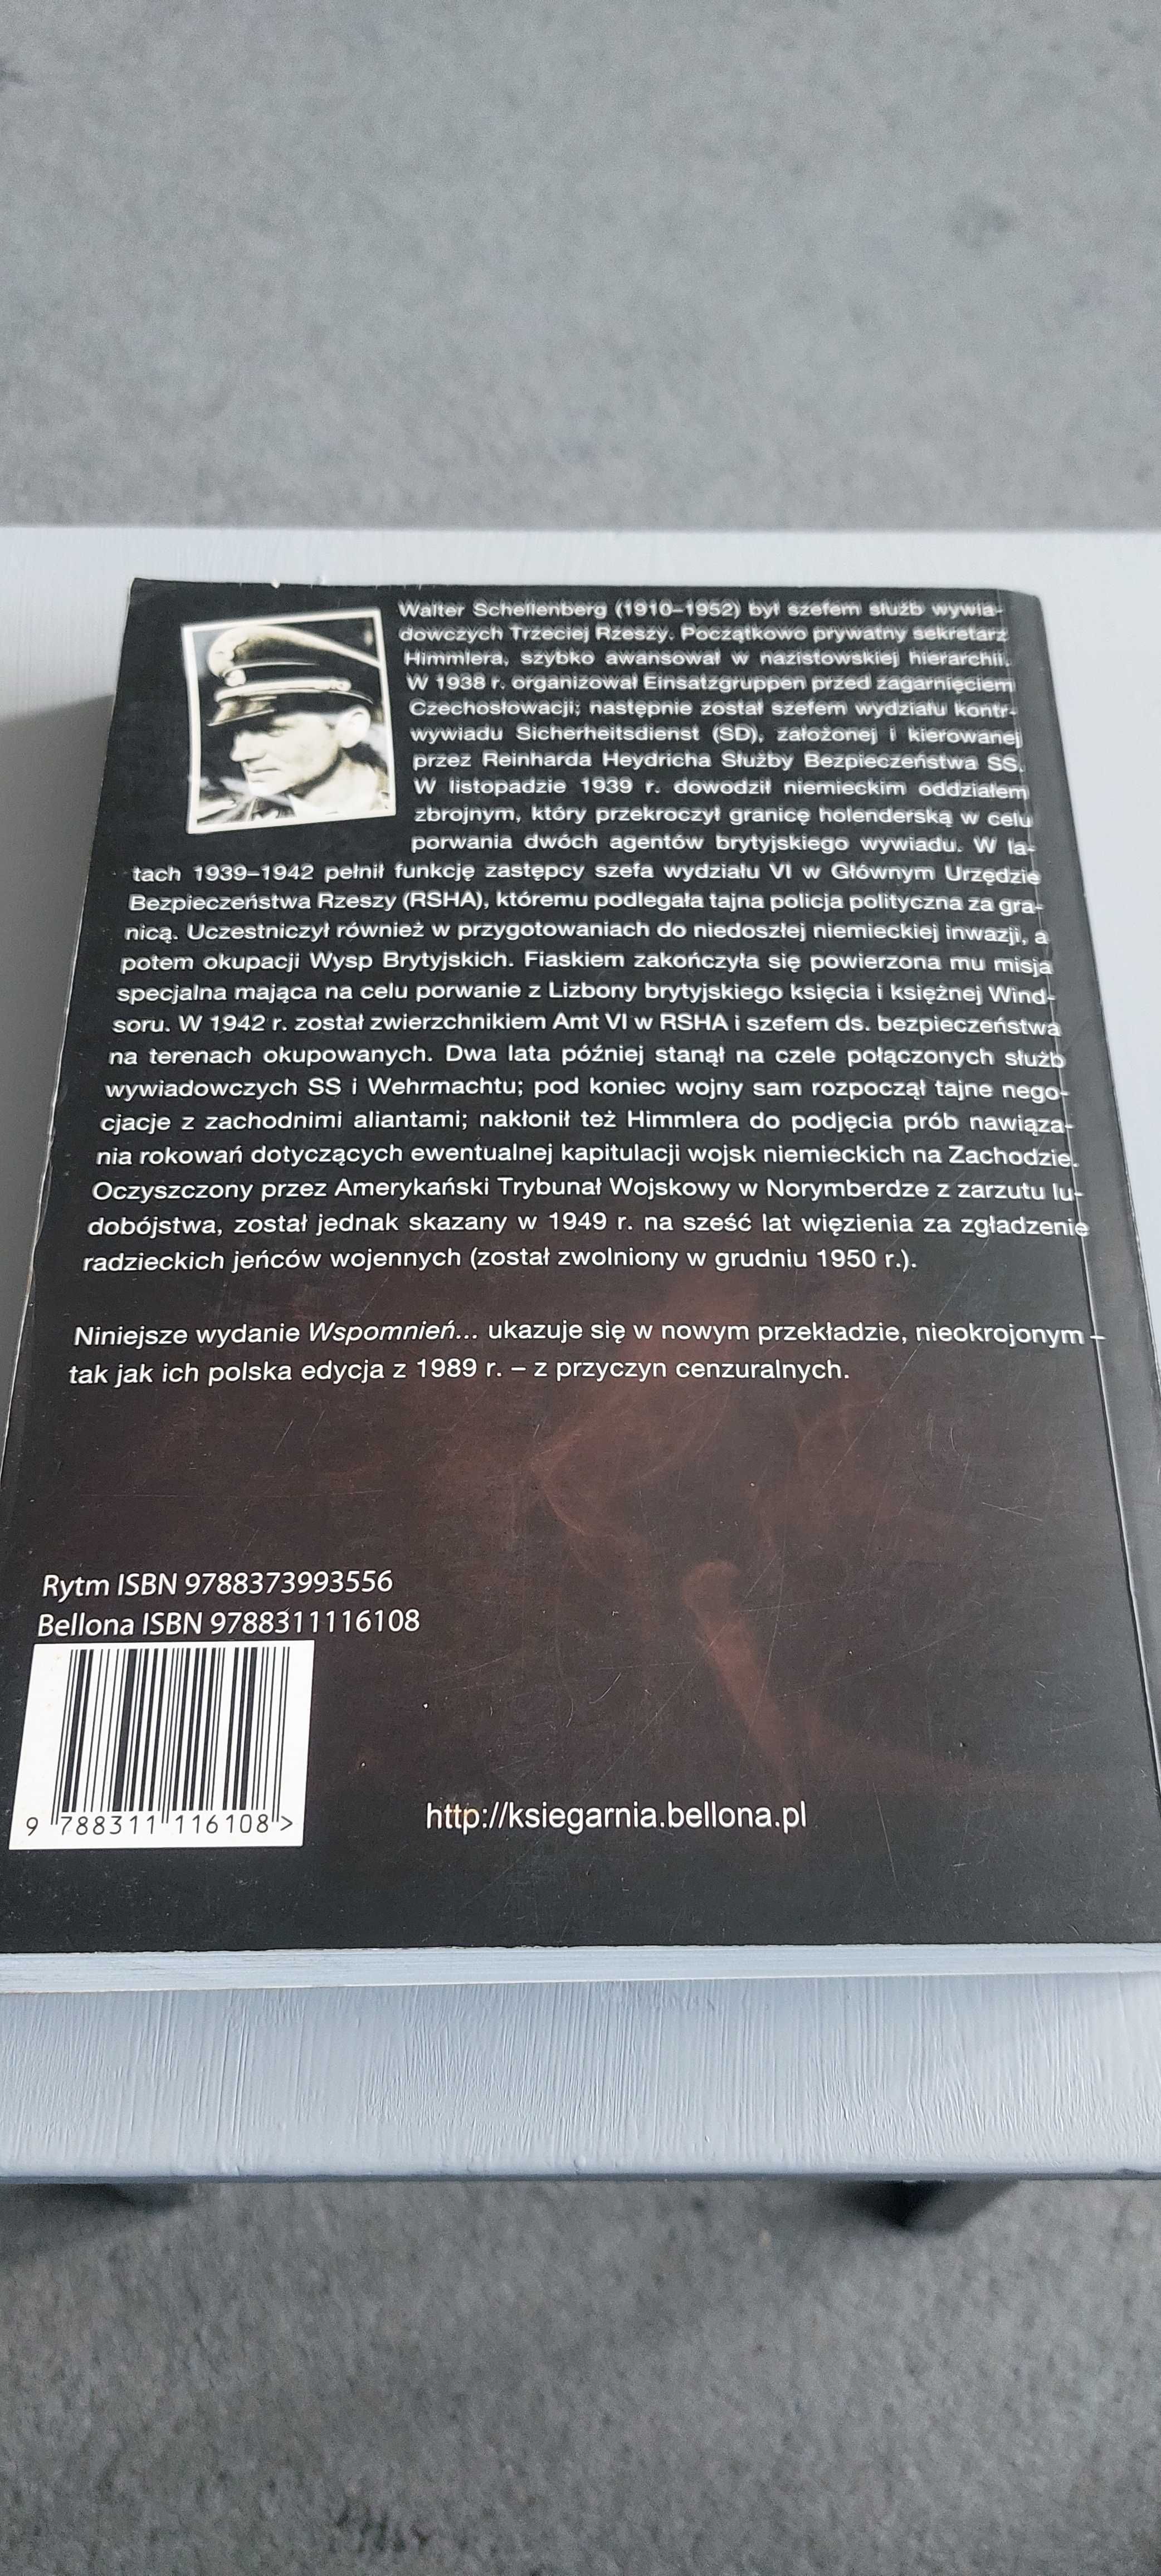 Walter Schellenberg (1910–1952) był szefem służb wywia-
dowczych Trzeciej Rzeszy. Początkowo prywatny sekretarz
Himmlera, szybko awansował w nazistowskiej hierarchii.
W 1938 r. organizował Einsatzgruppen przed zagarnięciem
Czechosłowacji; następnie został szefem wydziału kontr-
wywiadu Sicherheitsdienst (SD), założonej i kierowanej
przez Reinharda Heydricha Służby Bezpieczeństwa SS.
W listopadzie 1939 r. dowodził niemieckim oddziałem
zbrojnym, który przekroczył granicę holenderską w celu
porwania dwóch agentów brytyjskiego wywiadu. W la-
tach 1939–1942 pełnił funkcję zastępcy szefa wydziału VI w Głównym Urzędzie
Bezpieczeństwa Rzeszy (RSHA), któremu podlegała tajna policja polityczna za gra-
nicą. Uczestniczył również w przygotowaniach do niedoszłej niemieckiej inwazji, a
potem okupacji Wysp Brytyjskich. Fiaskiem zakończyła się powierzona mu misja
specjalna mająca na celu porwanie z Lizbony brytyjskiego księcia i księżnej Wind-
soru. W 1942 r. został zwierzchnikiem Amt VI w RSHA i szefem ds. bezpieczeństwa
na terenach okupowanych. Dwa lata później stanął na czele połączonych służb
wywiadowczych SS i Wehrmachtu; pod koniec wojny sam rozpoczął tajne nego-
cjacje z zachodnimi aliantami; nakłonił też Himmlera do podjęcia prób nawiąza-
nia rokowań dotyczących ewentualnej kapitulacji wojsk niemieckich na Zachodzie.
Oczyszczony przez Amerykański Trybunał Wojskowy w Norymberdze z zarzutu lu-
dobójstwa, został jednak skazany w 1949 r. na sześć lat więzienia za zgładzenie
radzieckich jeńców wojennych (został zwolniony w grudniu 1950 r.).
Niniejsze wydanie Wspomnień... ukazuje się w nowym przekładzie, nieokrojonym –
tak jak ich polska edycja z 1989 r. – z przyczyn cenzuralnych.
Rytm ISBN 9788373993556
Bellona ISBN 9788311116108
9 788311 116108 >
http://ksiegarnia.bellona.pl